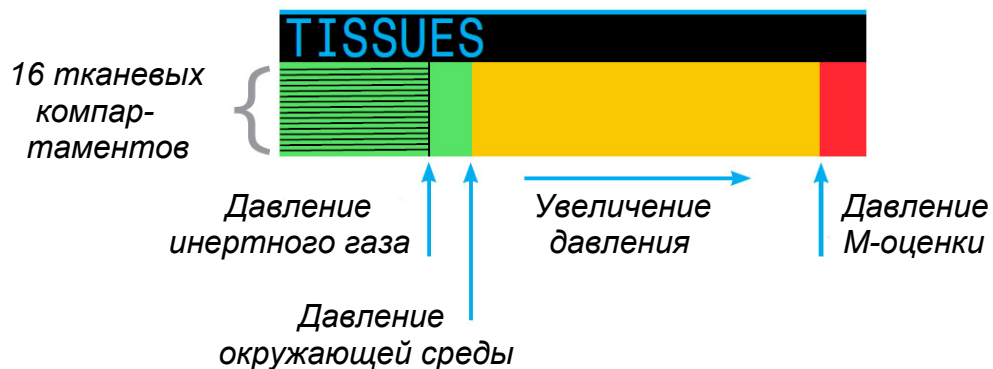 TISSUES
16 тканевых
компар-
таментов
Давление
инертного газа
Увеличение
давления
Давление
М-оценки
Давление
окружающей среды